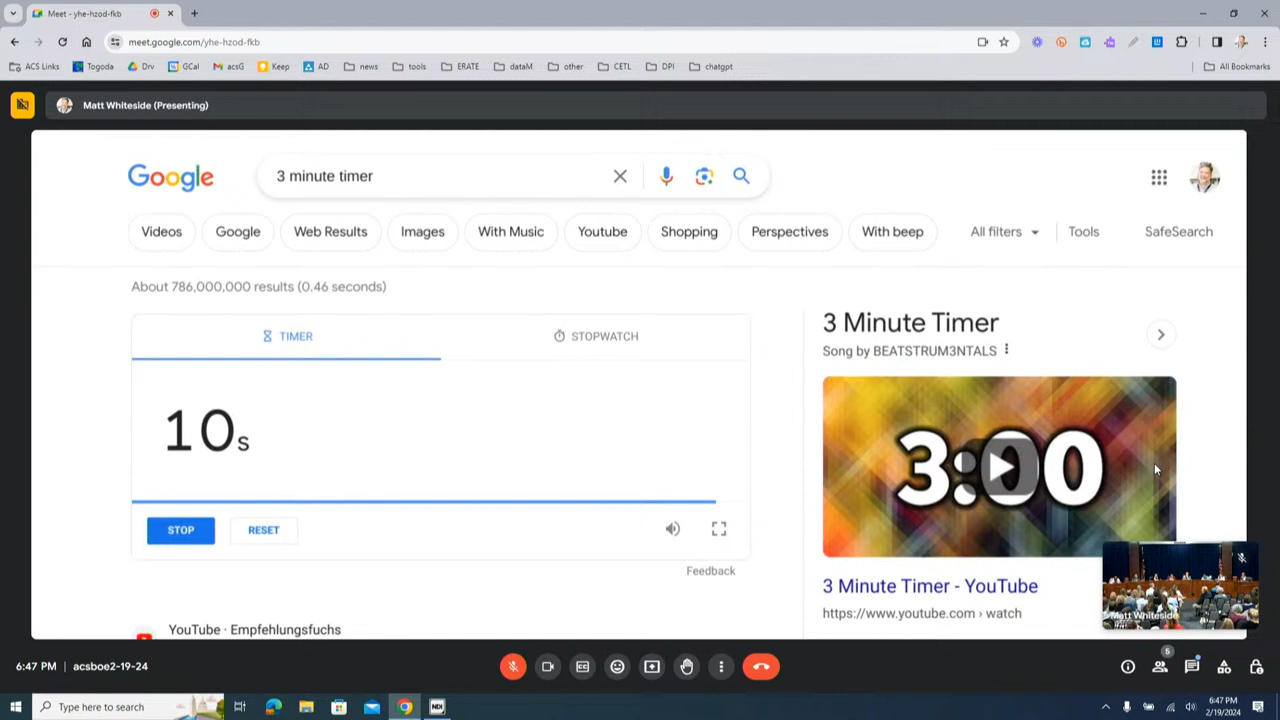 Meet - yhe-hzod-fkb
meet.google.com/yhe-hzod-fkb
ACS Links Togoda Drv GCal acsG Keep AD news tools ERATE dataM other CETL DPI chatgpt All Bookmarks
Matt Whiteside (Presenting)
Google 3 minute timer
Videos Google Web Results Images With Music Youtube Shopping Perspectives With beep All filters Tools SafeSearch
About 786,000,000 results (0.46 seconds)
TIMER STOPWATCH
10s
STOP RESET
Feedback
YouTube · Empfehlungsfuchs
3 Minute Timer
Song by BEATSTRUM3NTALS
3:00
3 Minute Timer - YouTube
https://www.youtube.com › watch
Matt Whiteside
6:47 PM | acsboe2-19-24
5
Type here to search
NDI
6:47 PM
2/19/2024